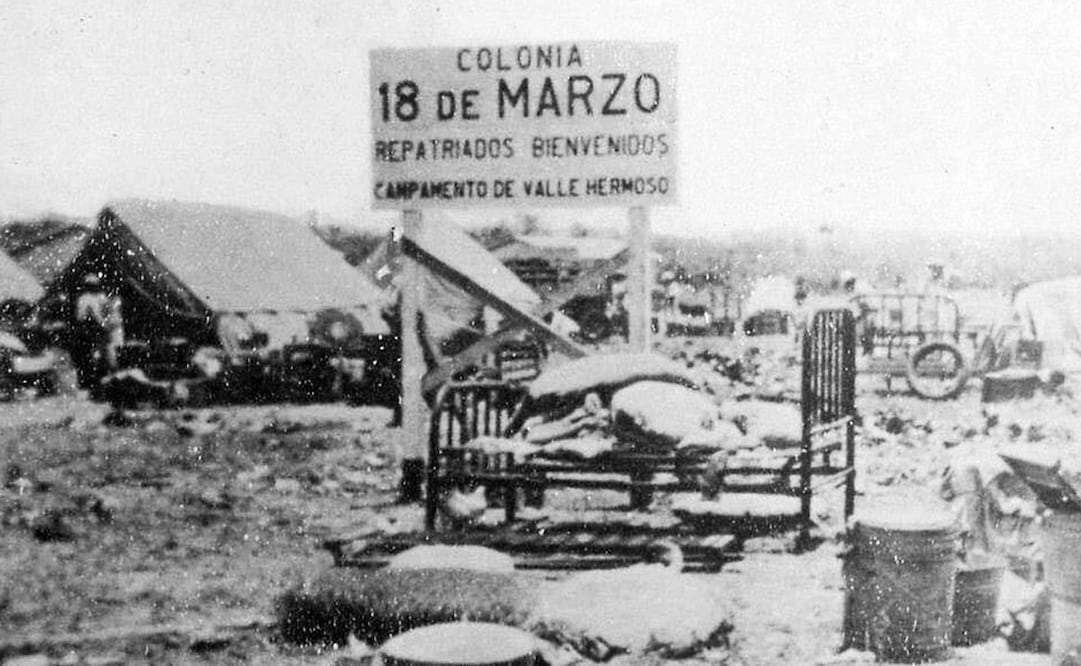 COLONIA
18 DE MARZO
REPATRIADOS BIENVENIDOS
CAMPAMENTO DE VALLE HERMOSO